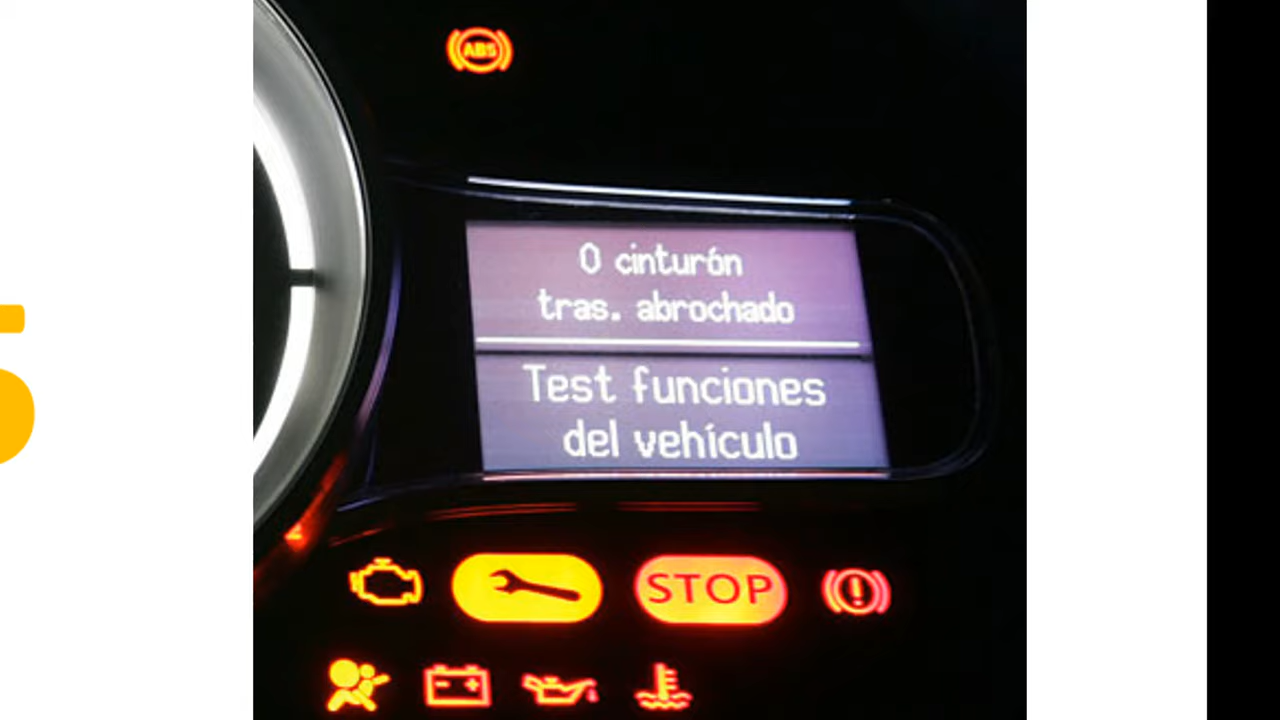 ABS
0 cinturón
tras. abrochado
Test funciones
del vehículo
STOP